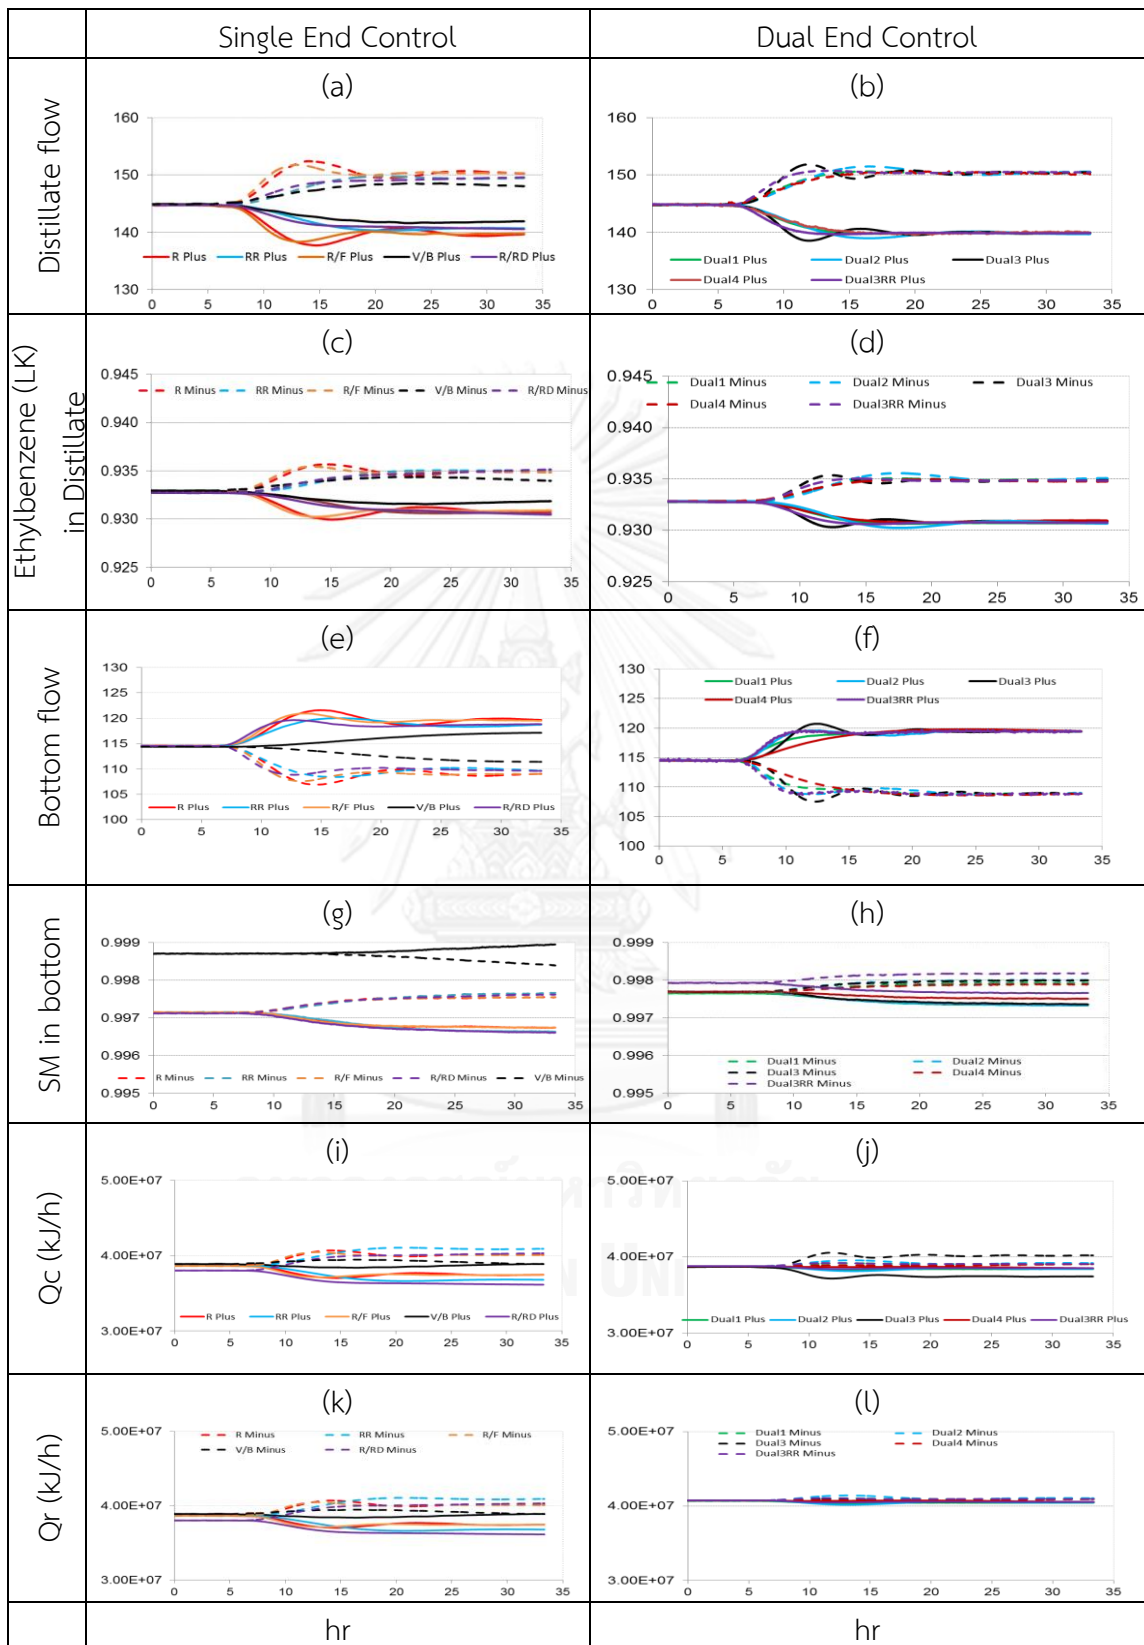 Single End Control
Dual End Control
Distillate flow
(a)
160
150
140
130
0 5 10 15 20 25 30 35
R Plus RR Plus R/F Plus V/B Plus R/RD Plus
(b)
160
150
140
130
0 5 10 15 20 25 30 35
Dual1 Plus Dual2 Plus Dual3 Plus
Dual4 Plus Dual3RR Plus
Ethylbenzene (LK)
in Distillate
(c)
0.945
0.940
0.935
0.930
0.925
0 5 10 15 20 25 30 35
R Minus RR Minus R/F Minus V/B Minus R/RD Minus
(d)
0.945
0.940
0.935
0.930
0.925
0 5 10 15 20 25 30 35
Dual1 Minus Dual2 Minus Dual3 Minus
Dual4 Minus Dual3RR Minus
Bottom flow
(e)
130
125
120
115
110
105
100
0 5 10 15 20 25 30 35
R Plus RR Plus R/F Plus V/B Plus R/RD Plus
(f)
130
125
120
115
110
105
100
0 5 10 15 20 25 30 35
Dual1 Plus Dual2 Plus Dual3 Plus
Dual4 Plus Dual3RR Plus
SM in bottom
(g)
0.999
0.998
0.997
0.996
0.995
0 5 10 15 20 25 30 35
R Minus RR Minus R/F Minus R/RD Minus V/B Minus
(h)
0.999
0.998
0.997
0.996
0.995
0 5 10 15 20 25 30 35
Dual1 Minus Dual2 Minus
Dual3 Minus Dual4 Minus
Dual3RR Minus
Qc (kJ/h)
(i)
5.00E+07
4.00E+07
3.00E+07
0 5 10 15 20 25 30 35
R Plus RR Plus R/F Plus V/B Plus R/RD Plus
(j)
5.00E+07
4.00E+07
3.00E+07
0 5 10 15 20 25 30 35
Dual1 Plus Dual2 Plus Dual3 Plus Dual4 Plus Dual3RR Plus
Qr (kJ/h)
(k)
5.00E+07
4.00E+07
3.00E+07
0 5 10 15 20 25 30 35
R Minus RR Minus R/F Minus
V/B Minus R/RD Minus
(l)
5.00E+07
4.00E+07
3.00E+07
0 5 10 15 20 25 30 35
Dual1 Minus Dual2 Minus
Dual3 Minus Dual4 Minus
Dual3RR Minus
hr
hr